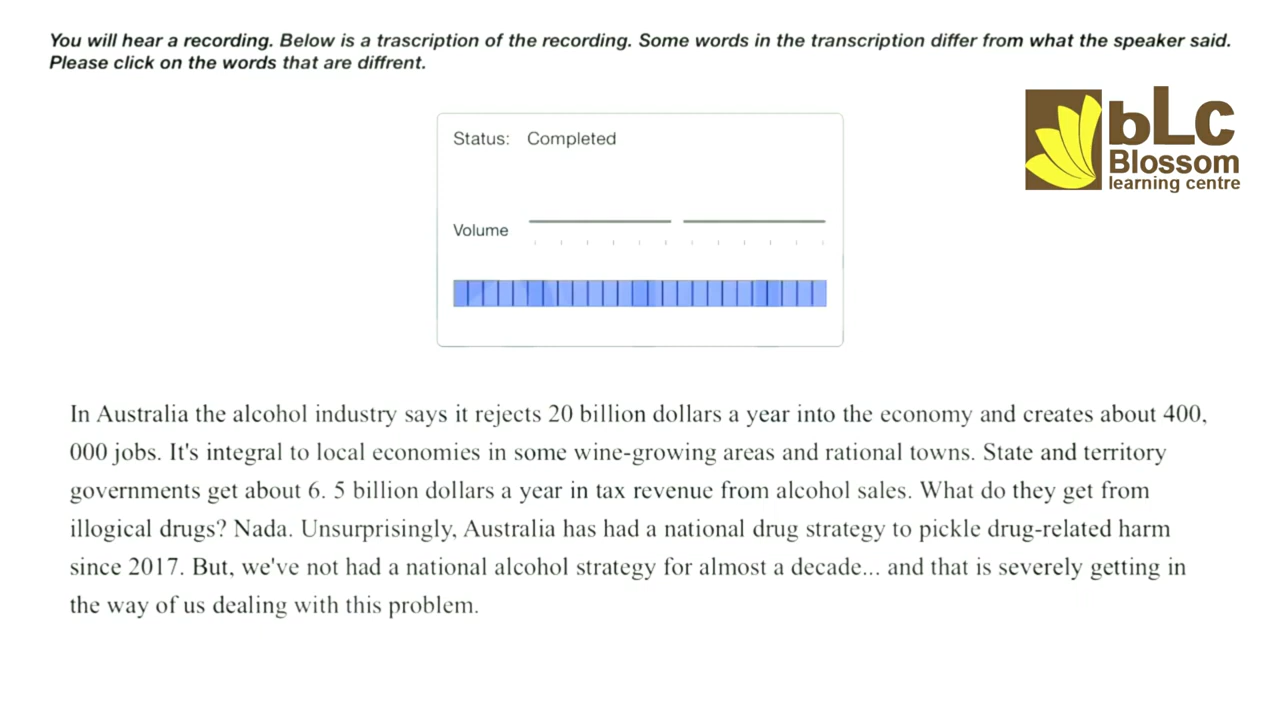 You will hear a recording. Below is a trascription of the recording. Some words in the transcription differ from what the speaker said.
Please click on the words that are diffrent.
bLc
Blossom
learning centre
Status: Completed
Volume
In Australia the alcohol industry says it rejects 20 billion dollars a year into the economy and creates about 400,
000 jobs. It's integral to local economies in some wine-growing areas and rational towns. State and territory
governments get about 6. 5 billion dollars a year in tax revenue from alcohol sales. What do they get from
illogical drugs? Nada. Unsurprisingly, Australia has had a national drug strategy to pickle drug-related harm
since 2017. But, we've not had a national alcohol strategy for almost a decade... and that is severely getting in
the way of us dealing with this problem.